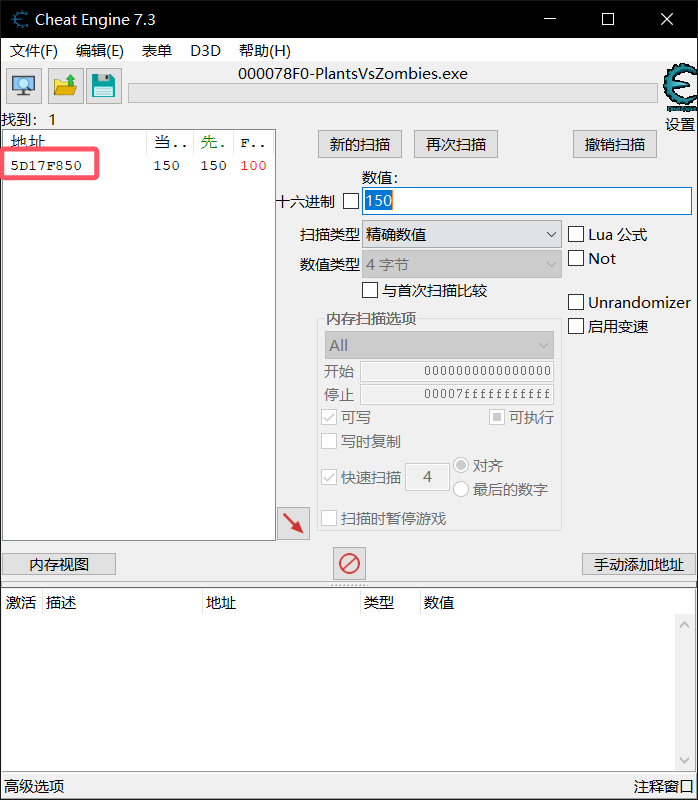 Cheat Engine 7.3
文件(F) 编辑(E) 表单 D3D 帮助(H)
000078F0-PlantsVsZombies.exe
设置
找到: 1
地址 当.. 先. F..
5D17F850 150 150 100
新的扫描 再次扫描 撤销扫描
数值:
十六进制 150
扫描类型 精确数值 Lua 公式
数值类型 4 字节 Not
与首次扫描比较
Unrandomizer
内存扫描选项
启用变速
All
开始 0000000000000000
停止 00007fffffffffff
可写 可执行
写时复制
快速扫描 4 对齐
最后的数字
扫描时暂停游戏
内存视图 手动添加地址
激活 描述 地址 类型 数值
高级选项 注释窗口